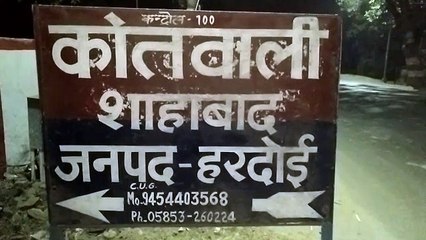 कन्ट्रोल - 100
कोतवाली
शाहाबाद
जनपद-हरदोई
C.U.G.
Mo.9454403568
Ph. 05853-260224